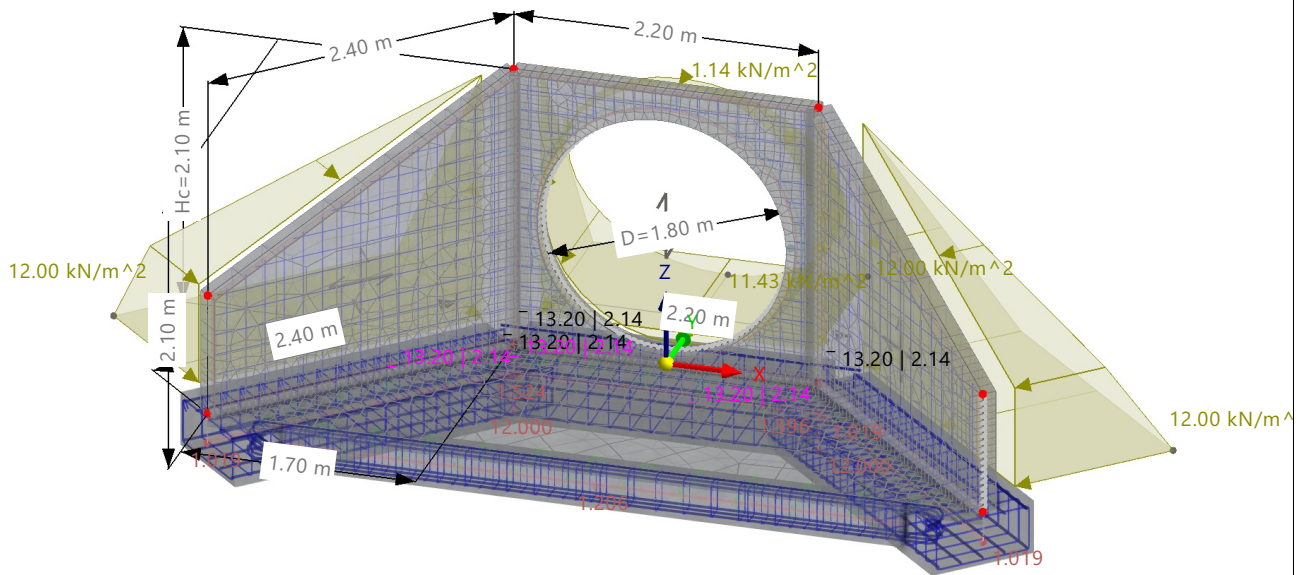 2.40 m
2.20 m
1.14 kN/m^2
Hc=2.10 m
D=1.80 m
12.00 kN/m^2
Z
11.43 kN/m^2
12.00 kN/m^2
2.10 m
2.40 m
2.20 m
Y
13.20 | 2.14
13.20 | 2.14
13.20 | 2.14
13.20 | 2.14
X
13.20 | 2.14
1.524
12.000
1.019
12.000
12.00 kN/m^
1.019
1.70 m
1.206
1.019